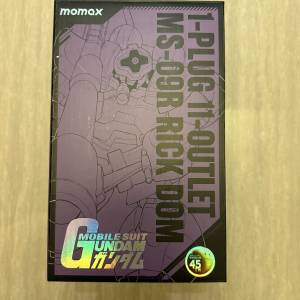 momax
1-PLUG 11-OUTLET
MS-09R RICK DOM
MOBILE SUIT
GUNDAM
ガンダム
45